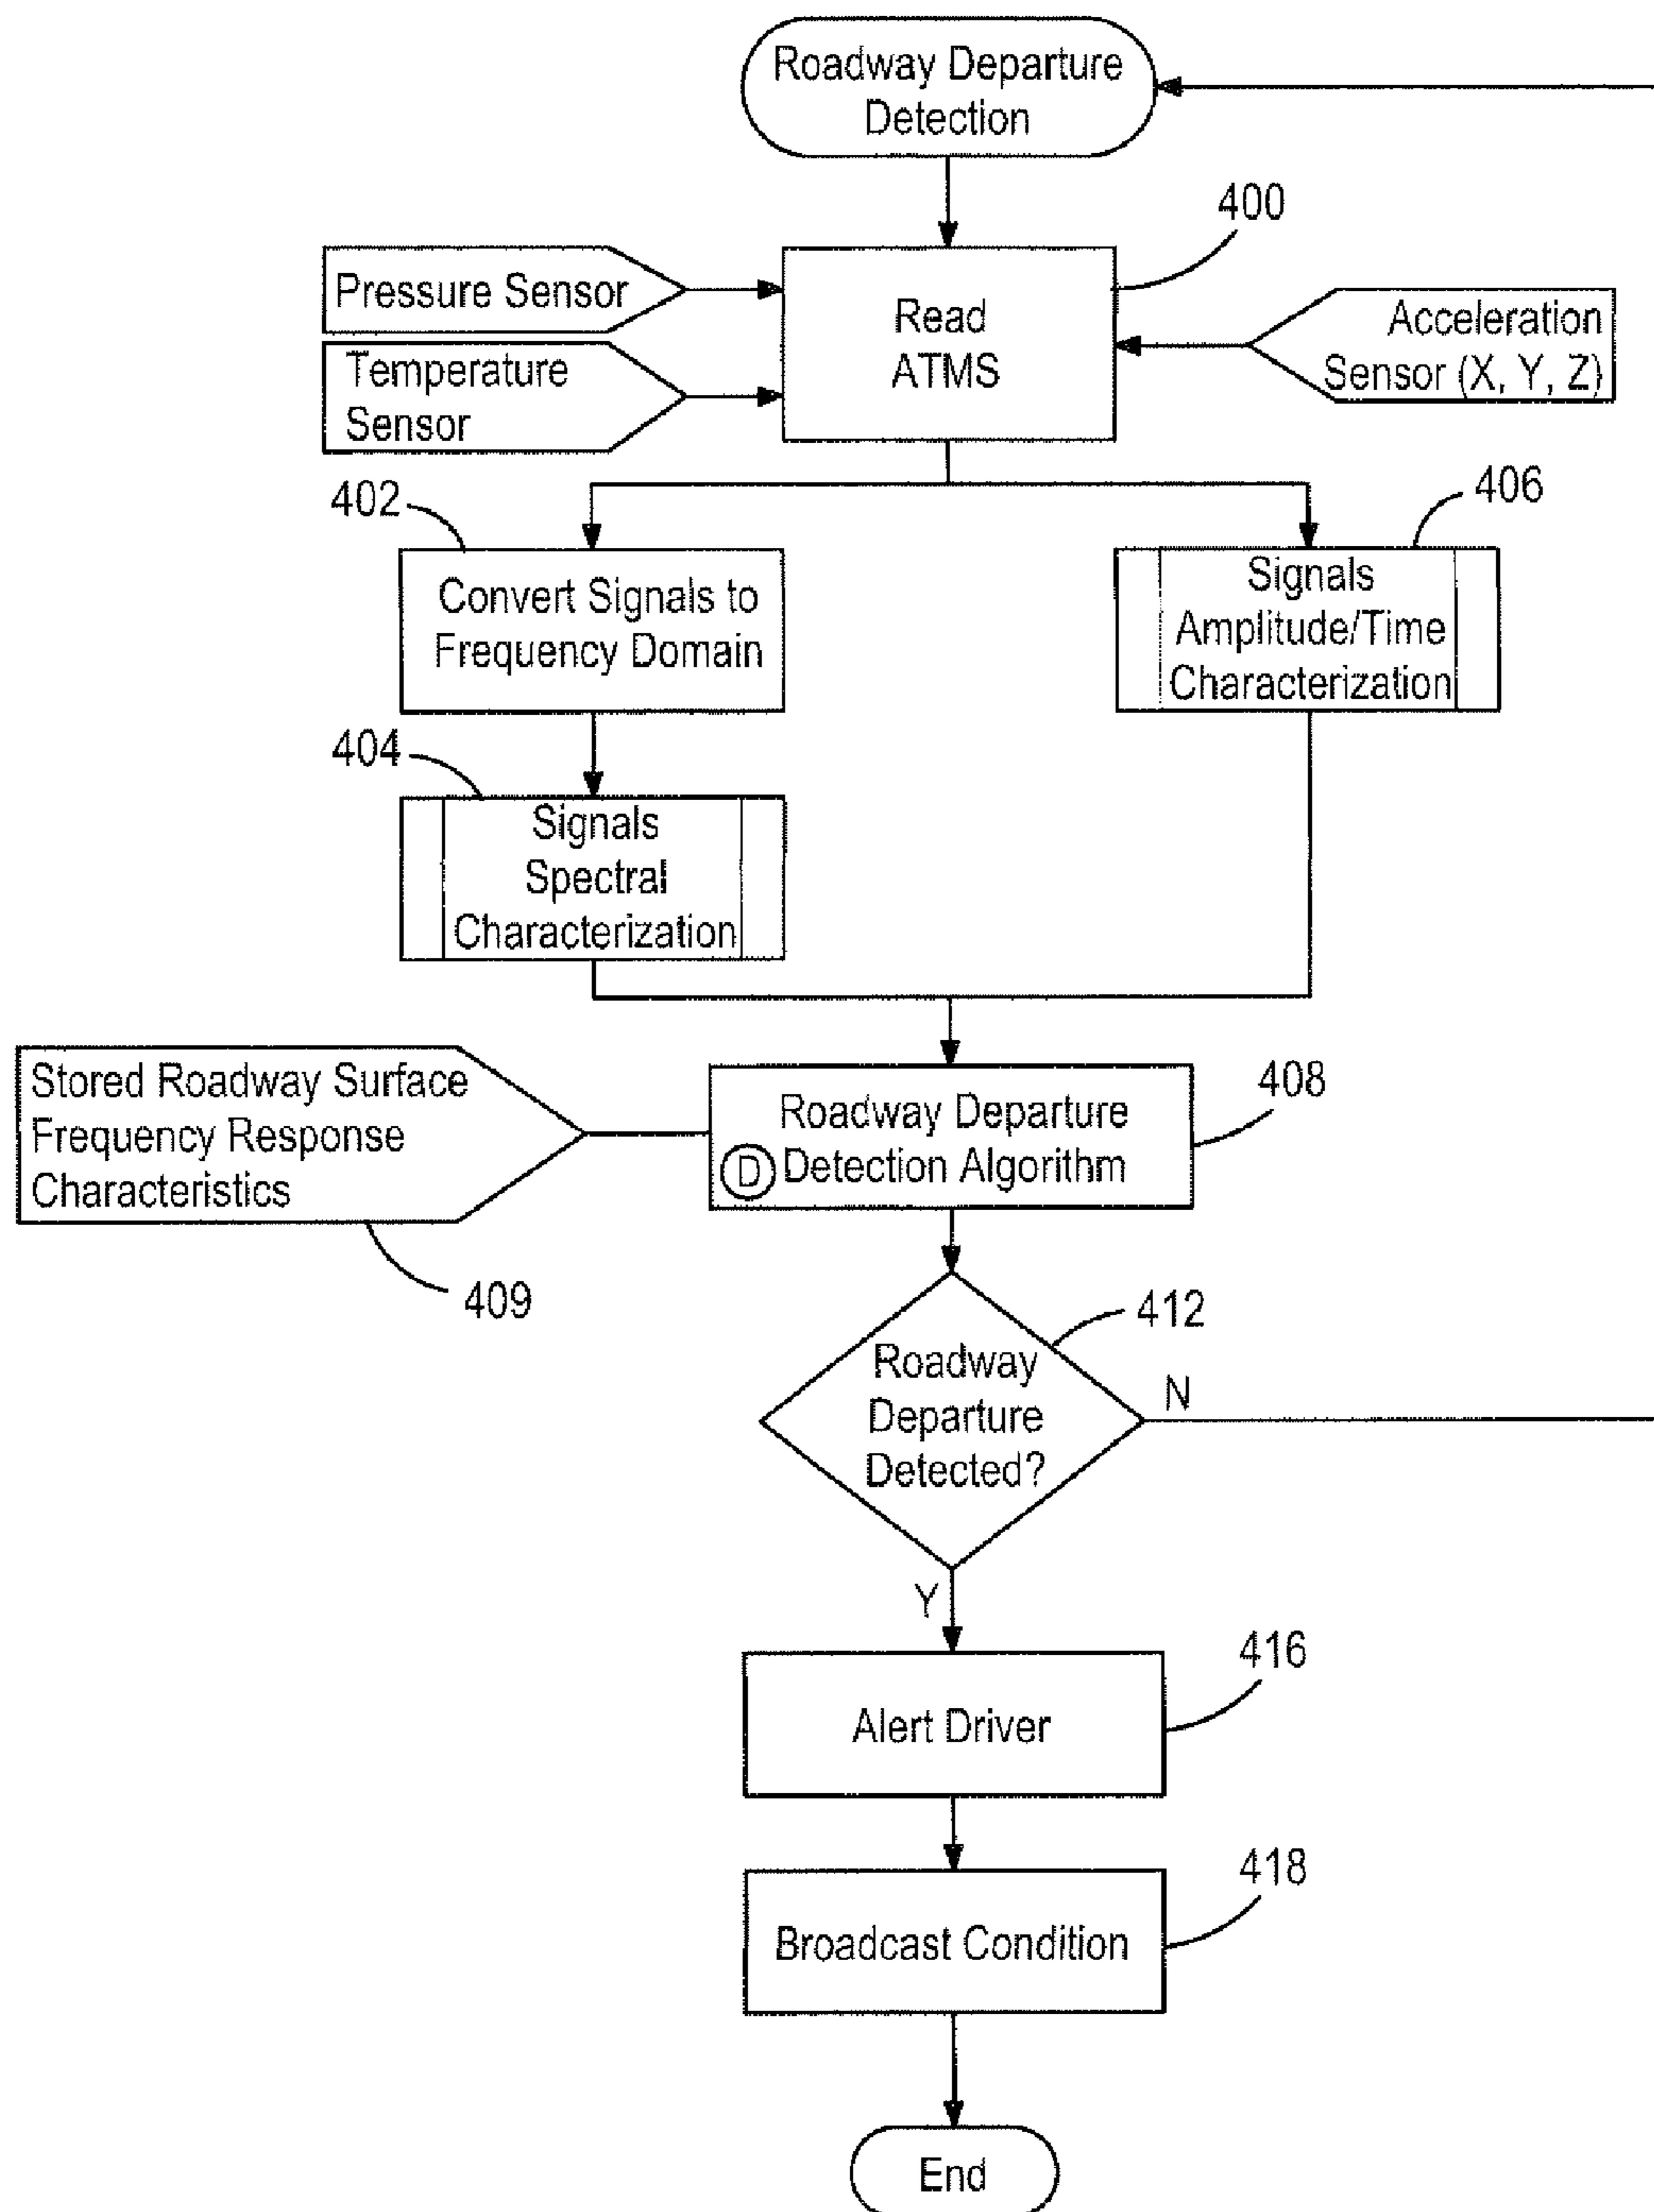 Roadway Departure
Detection
400
Pressure Sensor
Read
ATMS
Acceleration
Sensor (X, Y, Z)
Temperature
Sensor
402
406
Convert Signals to
Frequency Domain
Signals
Amplitude/Time
Characterization
404
Signals
Spectral
Characterization
Stored Roadway Surface
Frequency Response
Characteristics
409
Roadway Departure
D Detection Algorithm
408
412
Roadway
Departure
Detected?
N
Y
416
Alert Driver
418
Broadcast Condition
End